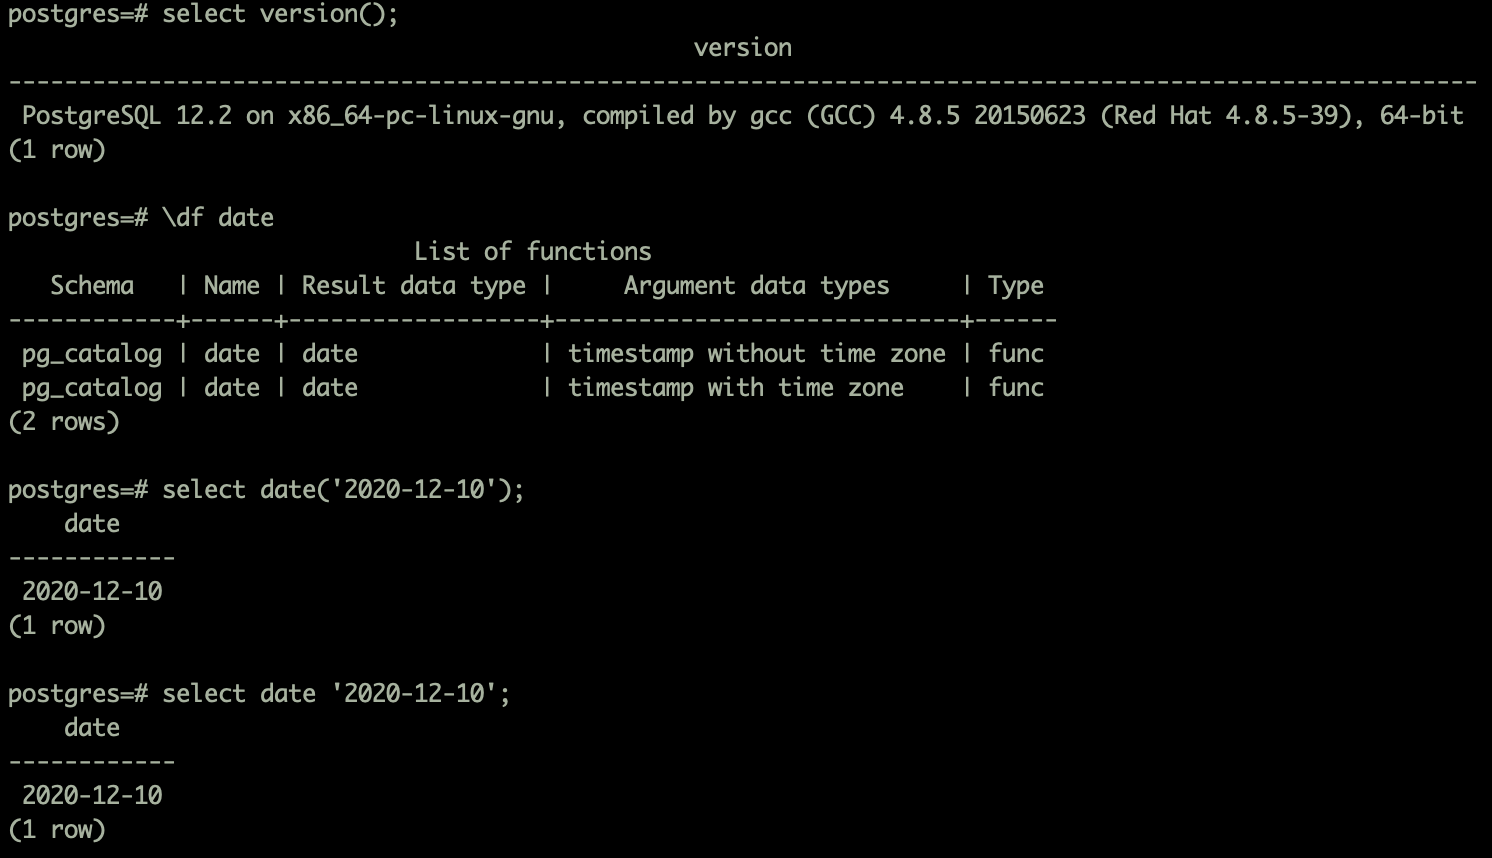 postgres=# select version();
version
---------------------------------------------------------------------------------------------------------
PostgreSQL 12.2 on x86_64-pc-linux-gnu, compiled by gcc (GCC) 4.8.5 20150623 (Red Hat 4.8.5-39), 64-bit
(1 row)
postgres=# \df date
List of functions
Schema | Name | Result data type | Argument data types | Type
------------+------+------------------+-----------------------------+------
pg_catalog | date | date | timestamp without time zone | func
pg_catalog | date | date | timestamp with time zone | func
(2 rows)
postgres=# select date('2020-12-10');
date
------------
2020-12-10
(1 row)
postgres=# select date '2020-12-10';
date
------------
2020-12-10
(1 row)